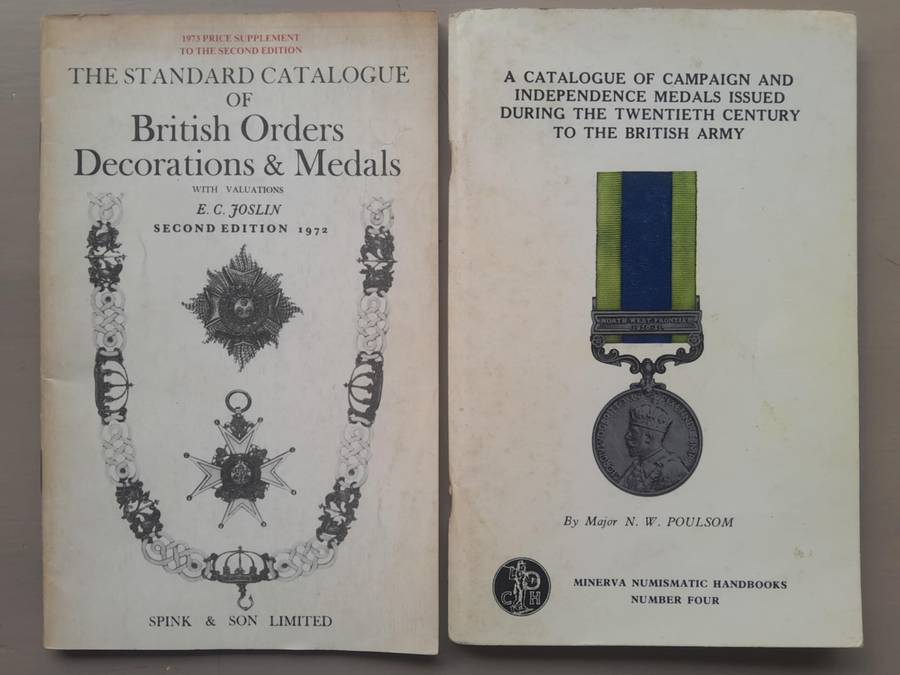 1973 PRICE SUPPLEMENT
TO THE SECOND EDITION
THE STANDARD CATALOGUE
OF
British Orders
Decorations & Medals
WITH VALUATIONS
E. C. JOSLIN
SECOND EDITION 1972
SPINK & SON LIMITED
A CATALOGUE OF CAMPAIGN AND
INDEPENDENCE MEDALS ISSUED
DURING THE TWENTIETH CENTURY
TO THE BRITISH ARMY
NORTH WEST FRONTIER
1930-31
By Major N. W. POULSOM
C H
MINERVA NUMISMATIC HANDBOOKS
NUMBER FOUR